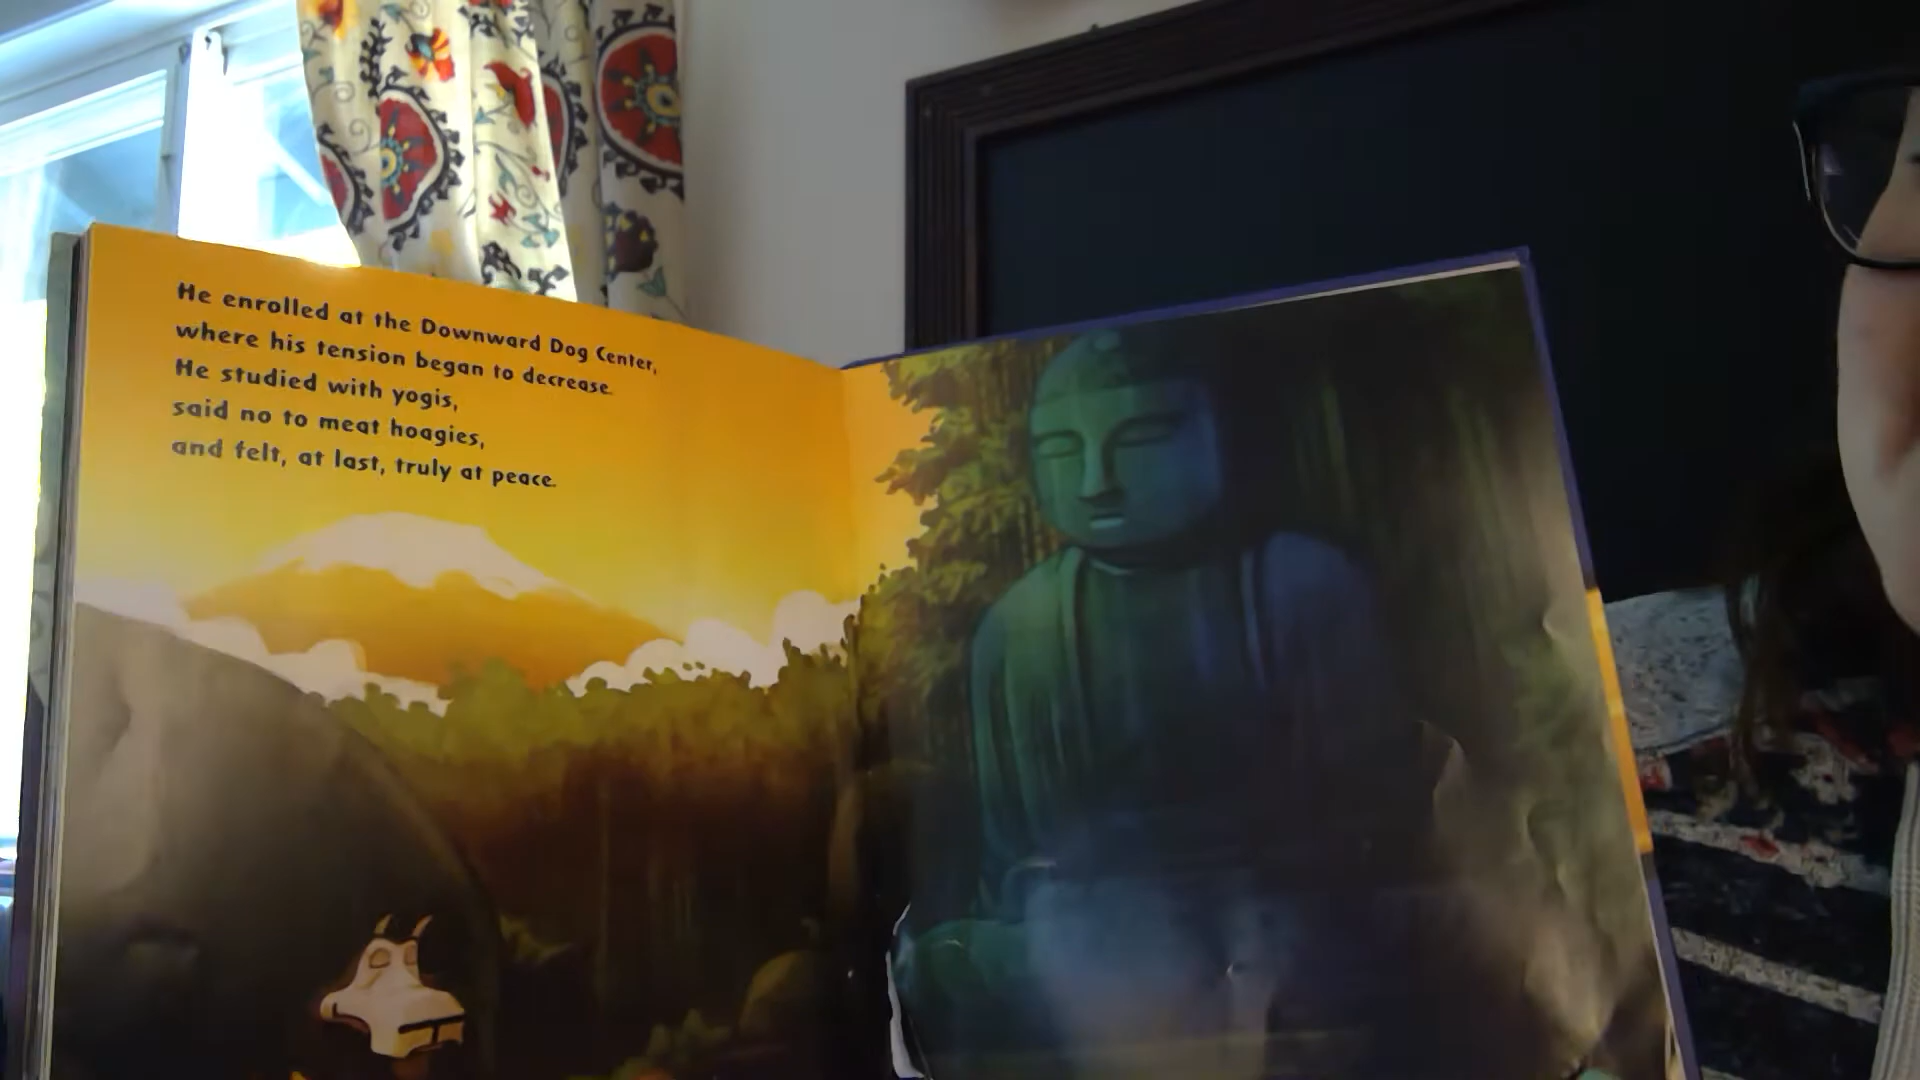 He enrolled at the Downward Dog Center,
where his tension began to decrease.
He studied with yogis,
said no to meat hoagies,
and felt, at last, truly at peace.